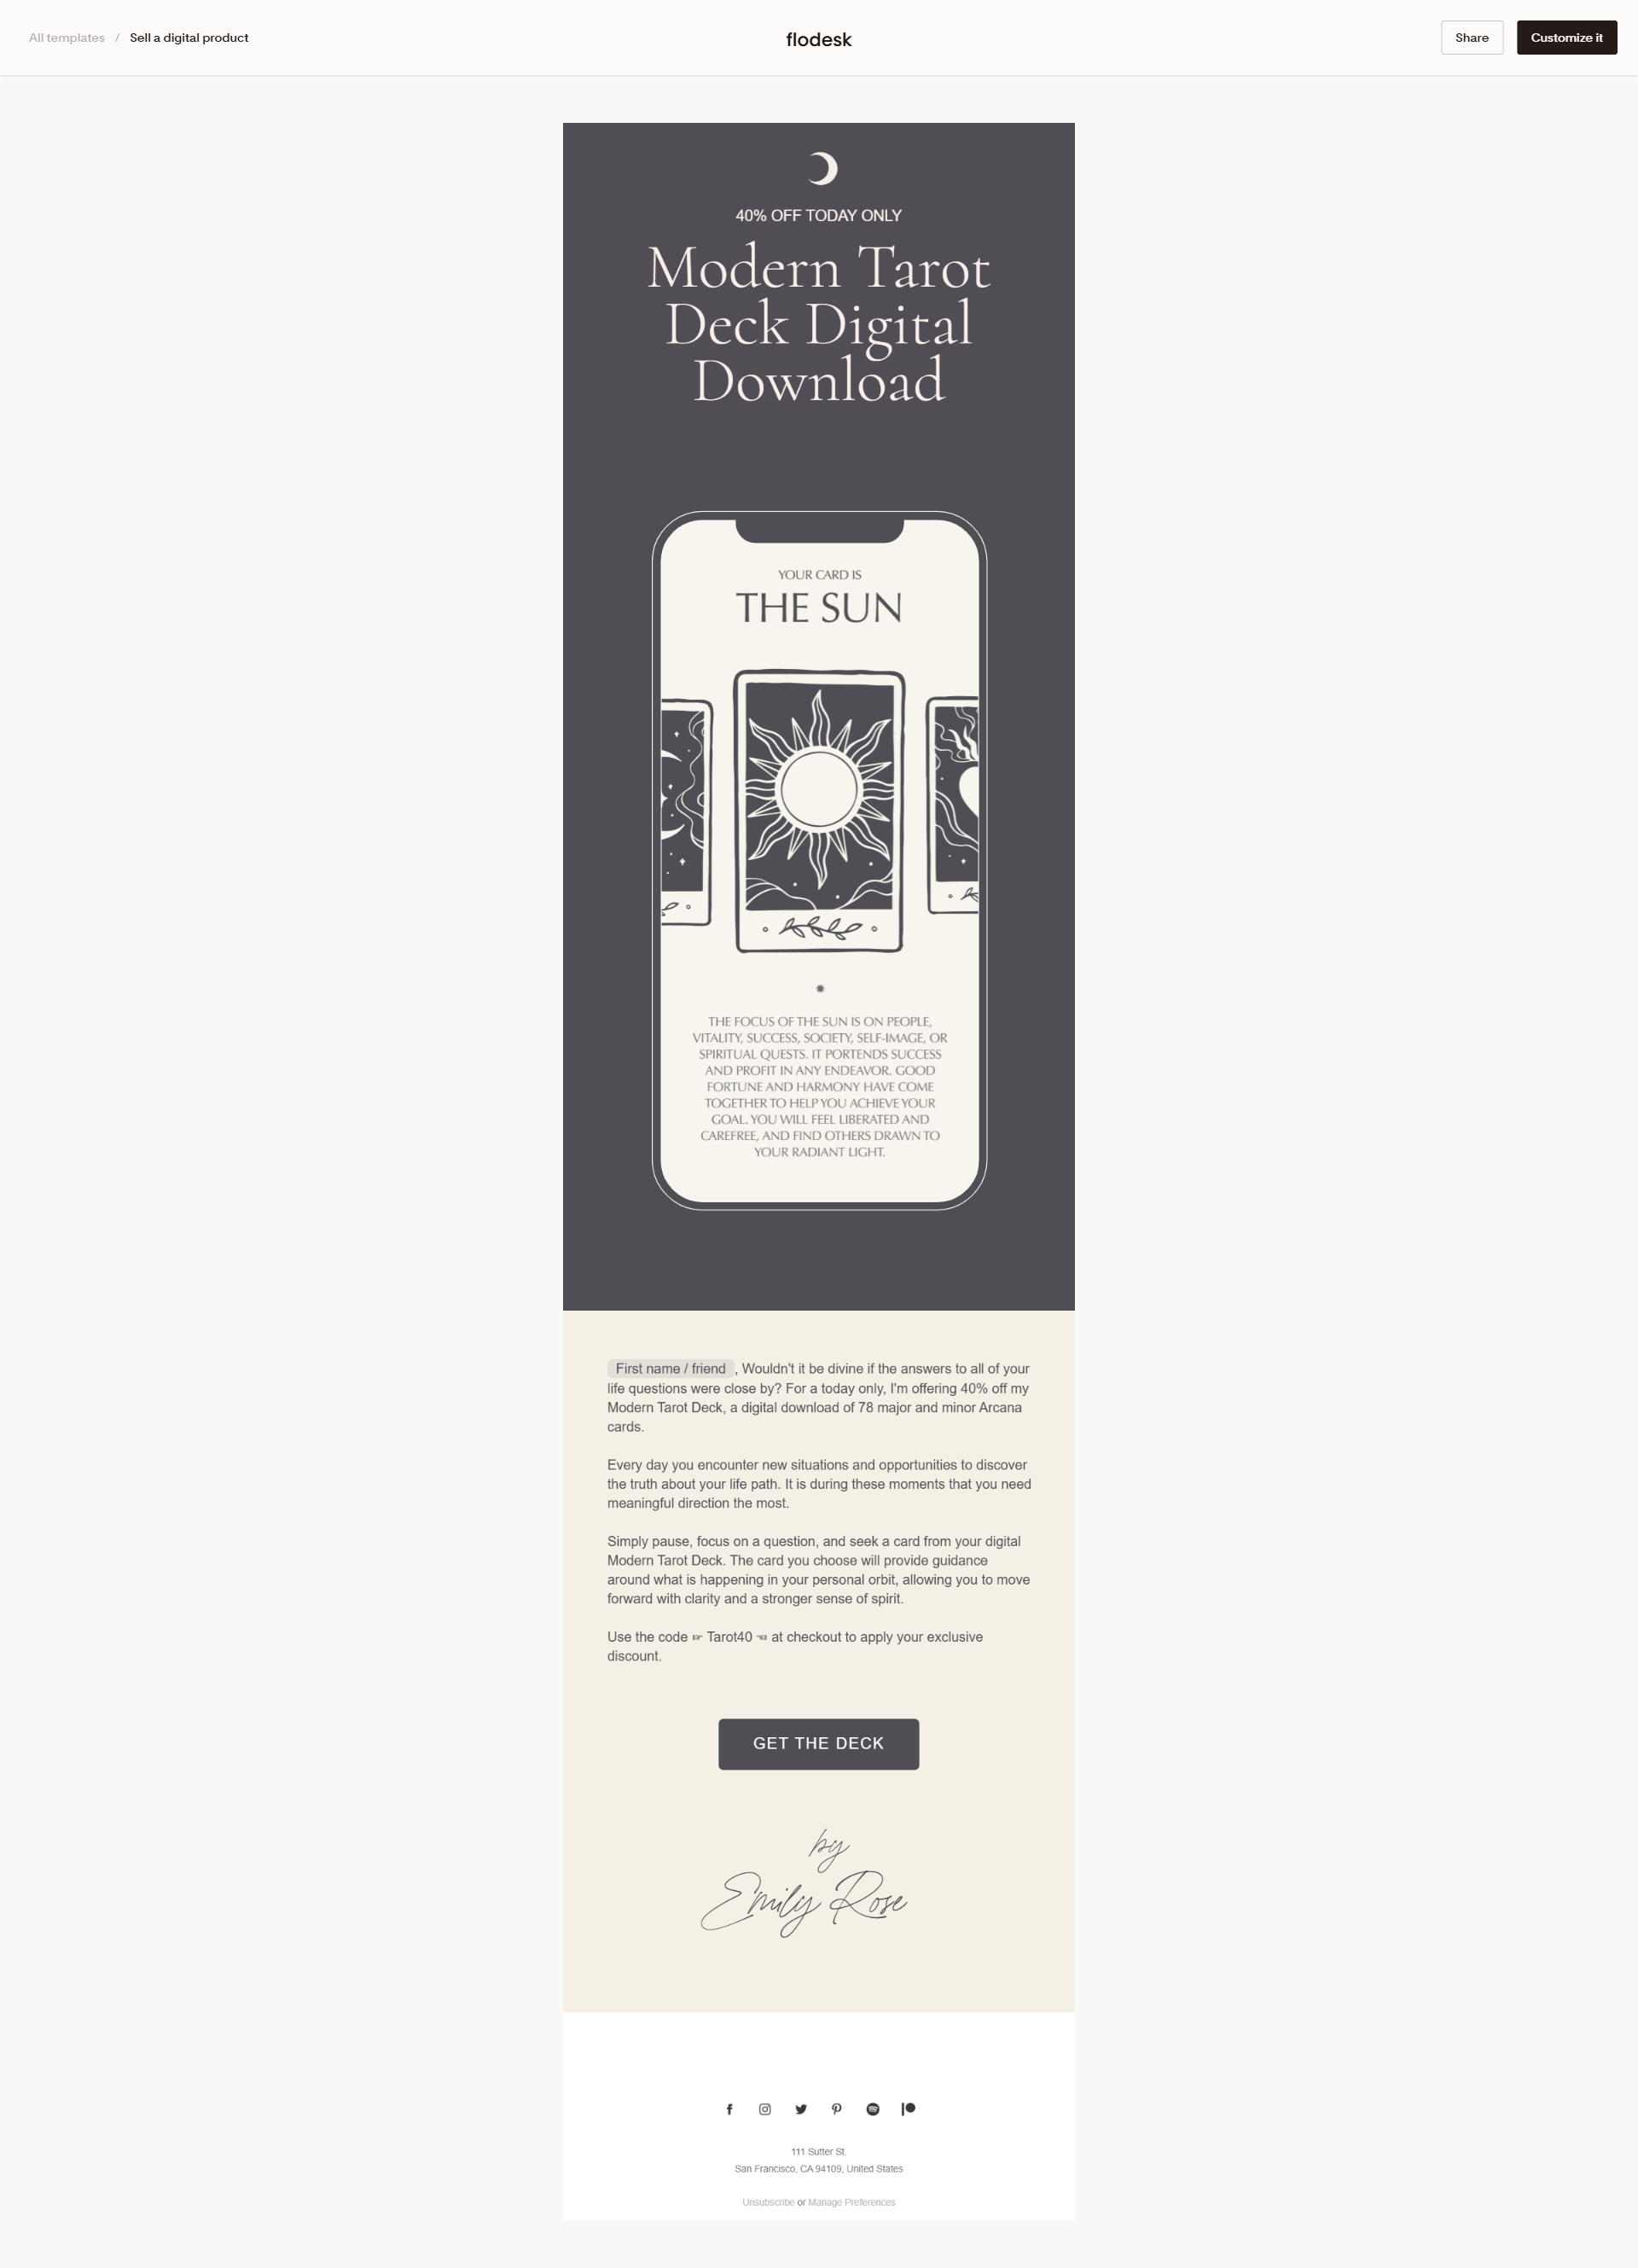 All templates / Sell a digital product
flodesk
Share
Customize it
40% OFF TODAY ONLY
Modern Tarot
Deck Digital
Download
YOUR CARD IS
THE SUN
THE FOCUS OF THE SUN IS ON PEOPLE,
VITALITY, SUCCESS, SOCIETY, SELF-IMAGE, OR
SPIRITUAL QUESTS. IT PORTENDS SUCCESS
AND PROFIT IN ANY ENDEAVOR. GOOD
FORTUNE AND HARMONY HAVE COME
TOGETHER TO HELP YOU ACHIEVE YOUR
GOAL. YOU WILL FEEL LIBERATED AND
CAREFREE, AND FIND OTHERS DRAWN TO
YOUR RADIANT LIGHT.
First name / friend , Wouldn't it be divine if the answers to all of your
life questions were close by? For a today only, I'm offering 40% off my
Modern Tarot Deck, a digital download of 78 major and minor Arcana
cards.
Every day you encounter new situations and opportunities to discover
the truth about your life path. It is during these moments that you need
meaningful direction the most.
Simply pause, focus on a question, and seek a card from your digital
Modern Tarot Deck. The card you choose will provide guidance
around what is happening in your personal orbit, allowing you to move
forward with clarity and a stronger sense of spirit.
Use the code ☞ Tarot40 ☜ at checkout to apply your exclusive
discount.
GET THE DECK
by
Emily Rose
111 Sutter St.
San Francisco, CA 94109, United States
Unsubscribe or Manage Preferences